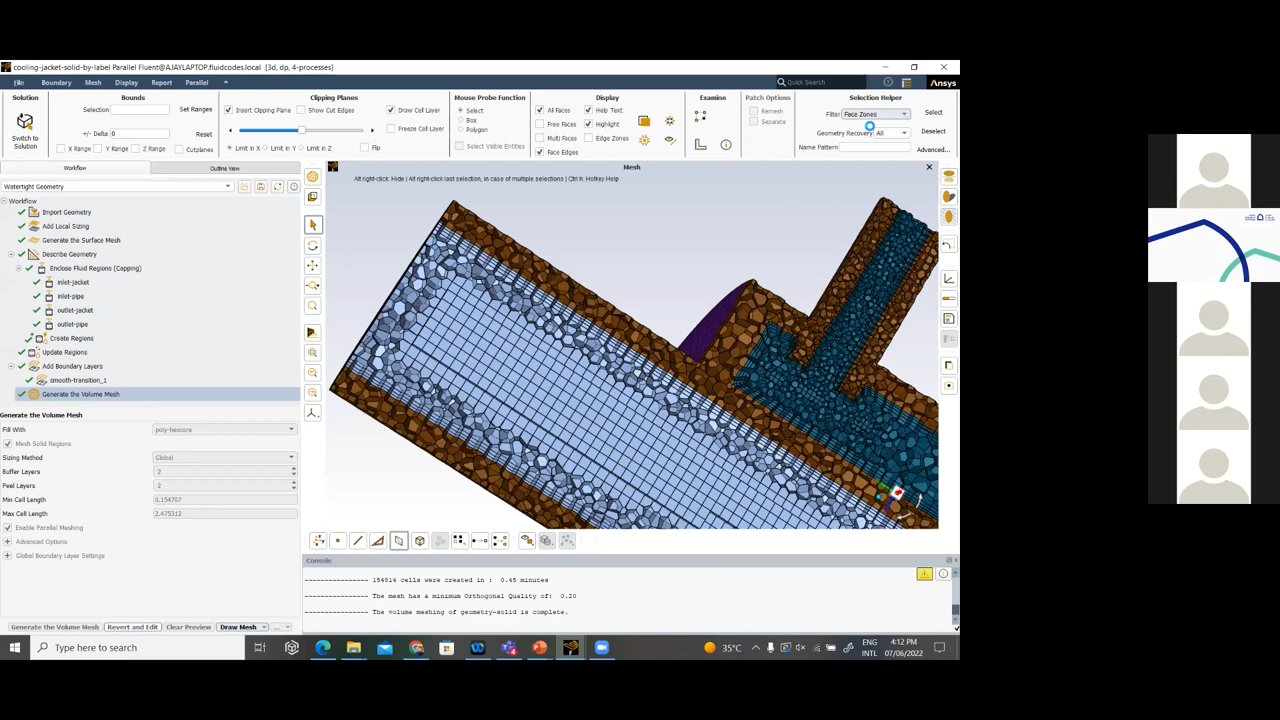 cooling-jacket-solid-by-label Parallel Fluent@AJAYLAPTOP.fluidcodes.local [3d, dp, 4-processes]
File Boundary Mesh Display Report Parallel Quick Search Ansys
Solution Bounds Clipping Planes Mouse Probe Function Display Examine Patch Options Selection Helper
Selection Set Ranges Insert Clipping Plane Show Cut Edges Draw Cell Layer Select All Faces Help Text Remesh Filter Face Zones Select
Box Free Faces Highlight Separate
Switch to Solution +/- Delta 0 Reset Freeze Cell Layer Polygon Multi Faces Edge Zones Geometry Recovery All Deselect
X Range Y Range Z Range Cutplanes Limit in X Limit in Y Limit in Z Flip Select Visible Entities Face Edges Name Pattern Advanced...
Workflow Outline View Mesh
Alt right-click: Hide | Alt right-click last selection, in case of multiple selections | Ctrl h: Hotkey Help
Watertight Geometry
Workflow
Import Geometry
Add Local Sizing
Generate the Surface Mesh
Describe Geometry
Enclose Fluid Regions (Capping)
inlet-jacket
inlet-pipe
outlet-jacket
outlet-pipe
Create Regions
Update Regions
Add Boundary Layers
smooth-transition_1
Generate the Volume Mesh
Generate the Volume Mesh
Fill With poly-hexcore
Mesh Solid Regions
Sizing Method Global
Buffer Layers 2
Peel Layers 2
Min Cell Length 0.154707
Max Cell Length 2.475312
Enable Parallel Meshing
Advanced Options
Global Boundary Layer Settings
Console
---------------- 154814 cells were created in : 0.45 minutes
---------------- The mesh has a minimum Orthogonal Quality of: 0.20
---------------- The volume meshing of geometry-solid is complete.
Generate the Volume Mesh Revert and Edit Clear Preview Draw Mesh ...
Type here to search 35°C ENG 4:12 PM
INTL 07/06/2022